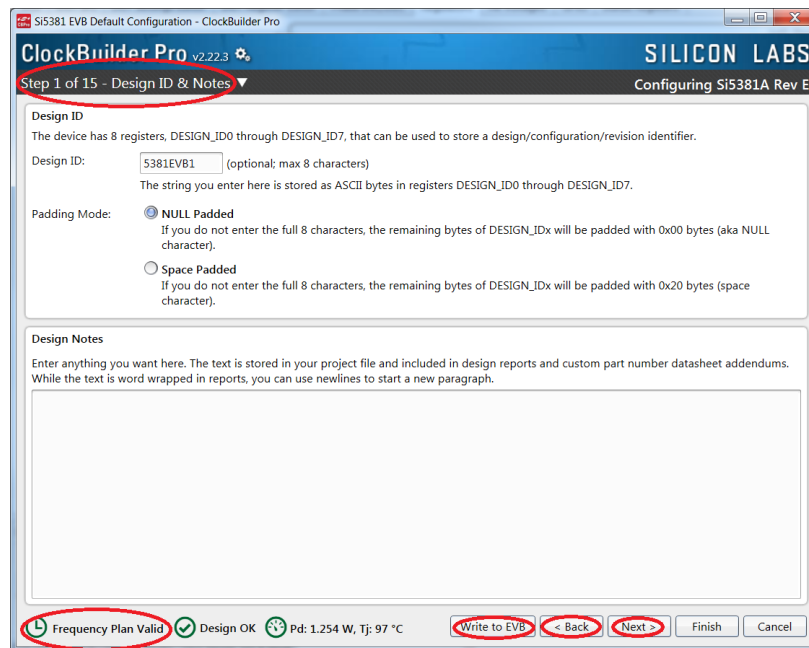 Si5381 EVB Default Configuration - ClockBuilder Pro
ClockBuilder Pro v2.22.3
SILICON LABS
Step 1 of 15 - Design ID & Notes ▼
Configuring Si5381A Rev E
Design ID
The device has 8 registers, DESIGN_ID0 through DESIGN_ID7, that can be used to store a design/configuration/revision identifier.
Design ID: 5381EVB1 (optional; max 8 characters)
The string you enter here is stored as ASCII bytes in registers DESIGN_ID0 through DESIGN_ID7.
Padding Mode: NULL Padded
If you do not enter the full 8 characters, the remaining bytes of DESIGN_IDx will be padded with 0x00 bytes (aka NULL
character).
Space Padded
If you do not enter the full 8 characters, the remaining bytes of DESIGN_IDx will be padded with 0x20 bytes (space
character).
Design Notes
Enter anything you want here. The text is stored in your project file and included in design reports and custom part number datasheet addendums.
While the text is word wrapped in reports, you can use newlines to start a new paragraph.
Frequency Plan Valid Design OK Pd: 1.254 W, Tj: 97 °C Write to EVB < Back Next > Finish Cancel